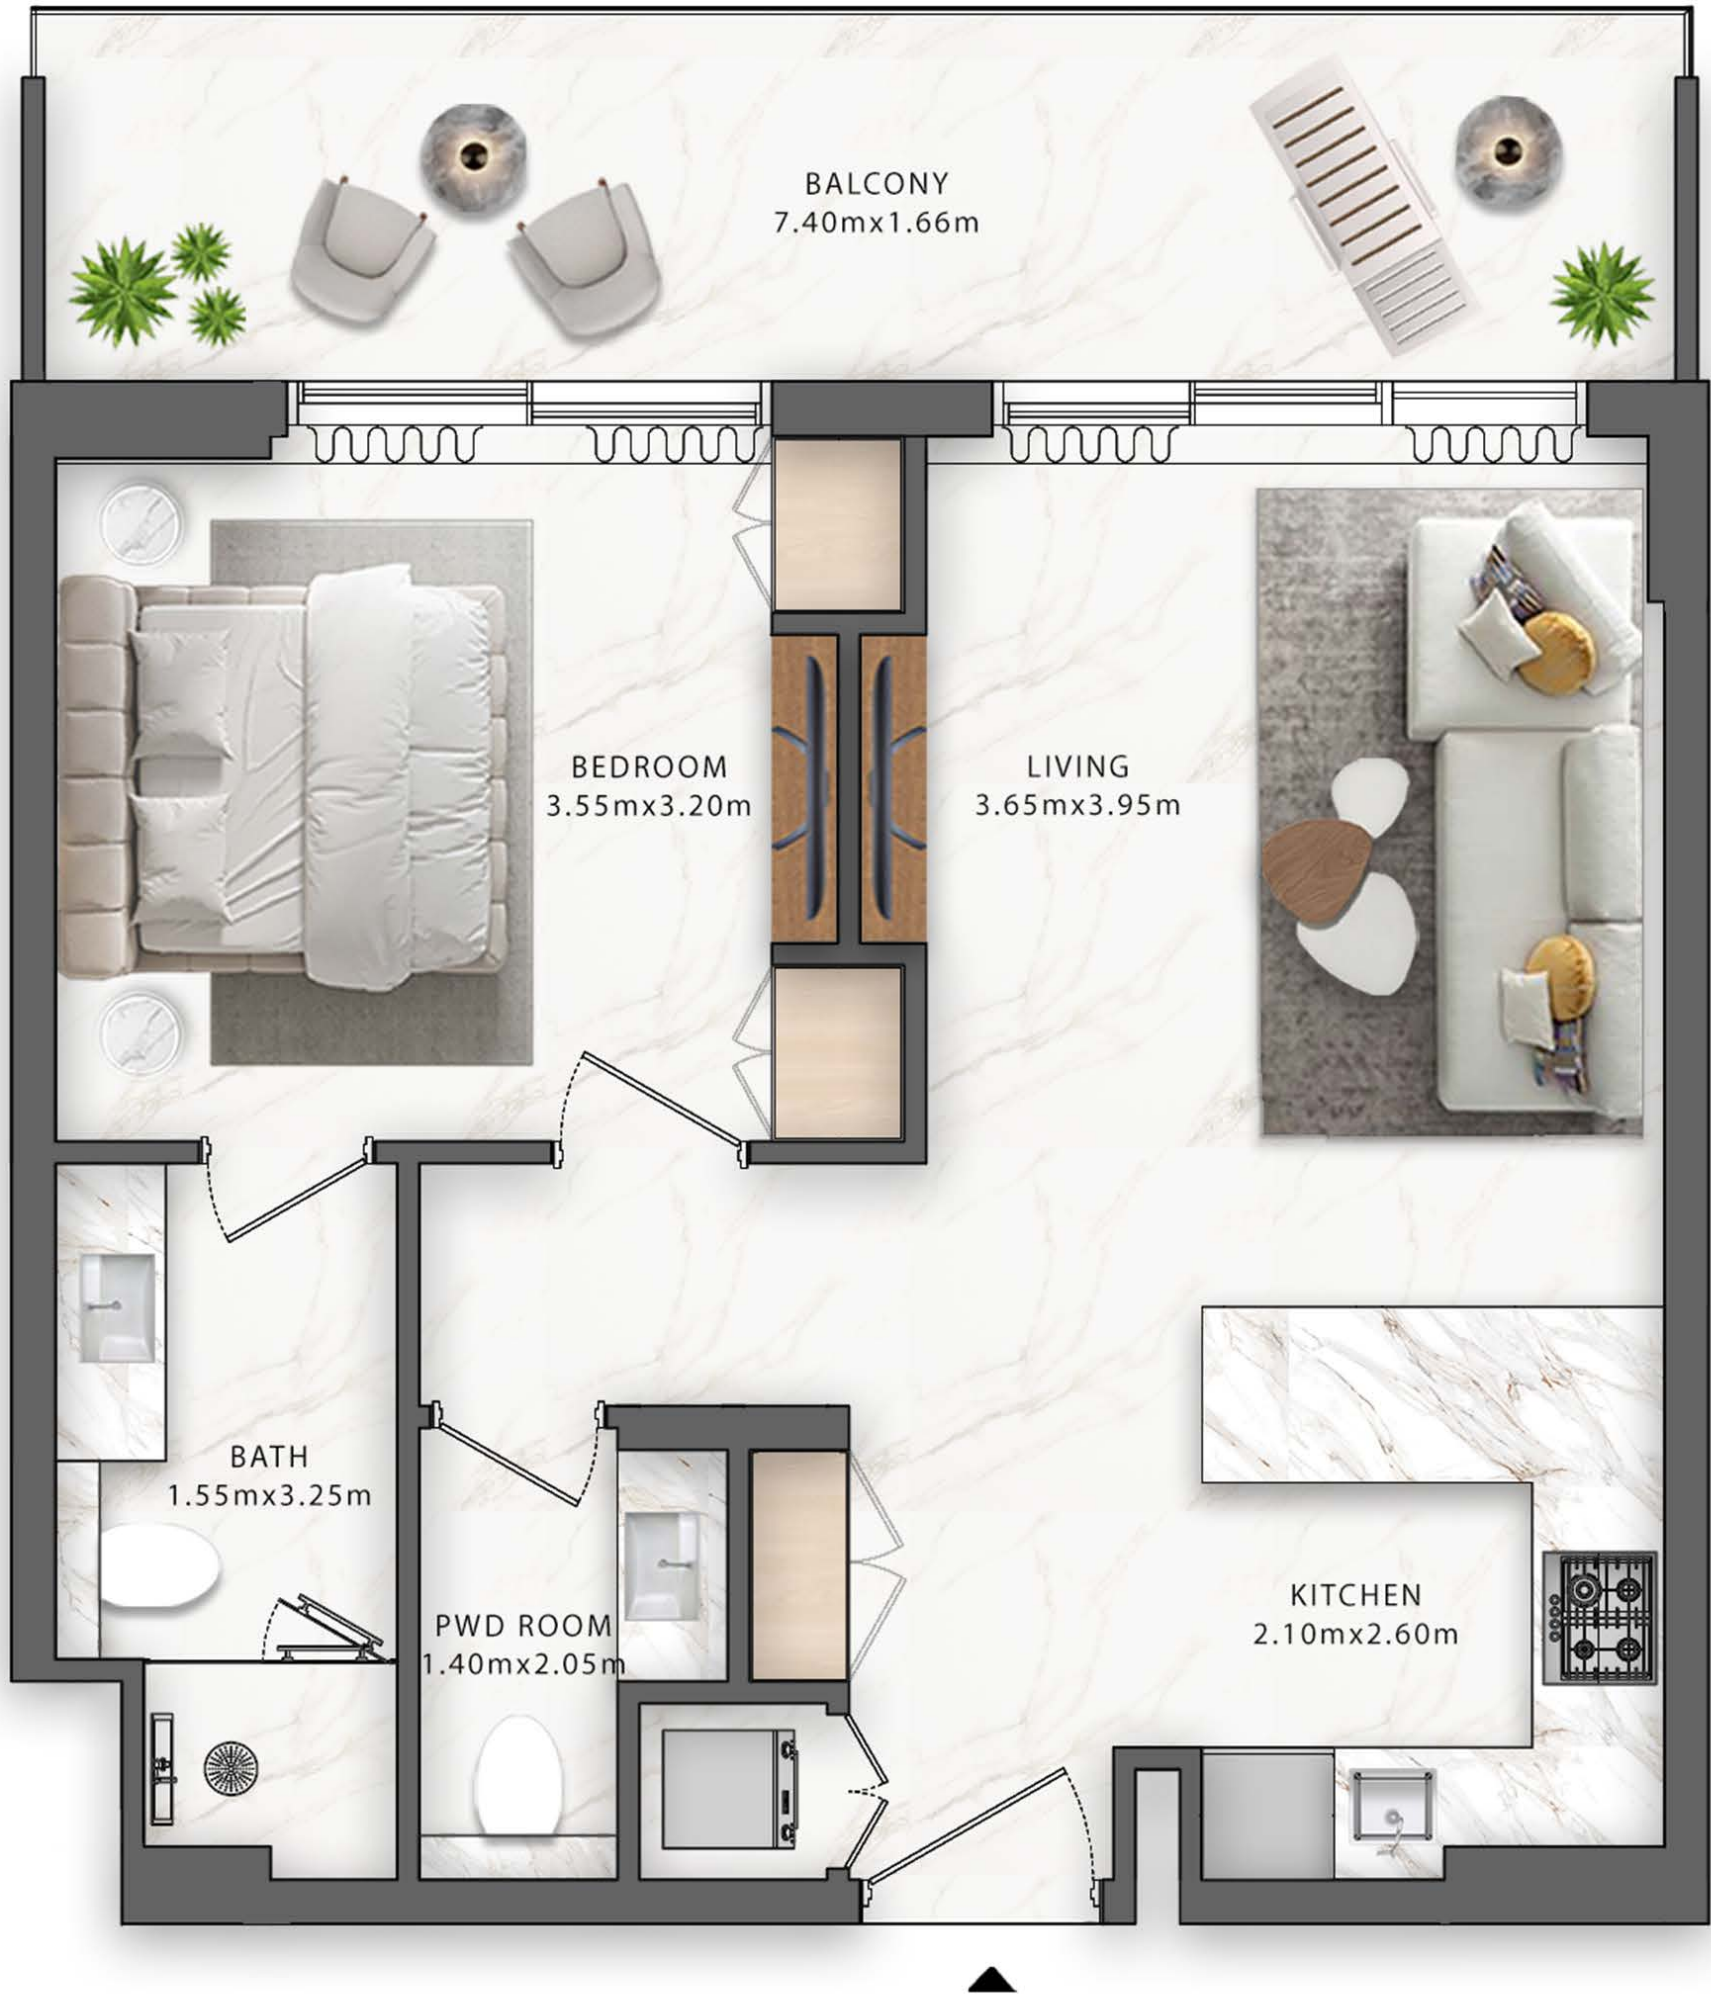 BALCONY
7.40mx1.66m
BEDROOM
3.55mx3.20m
LIVING
3.65mx3.95m
BATH
1.55mx3.25m
KITCHEN
2.10mx2.60m
PWD ROOM
1.40mx2.05m